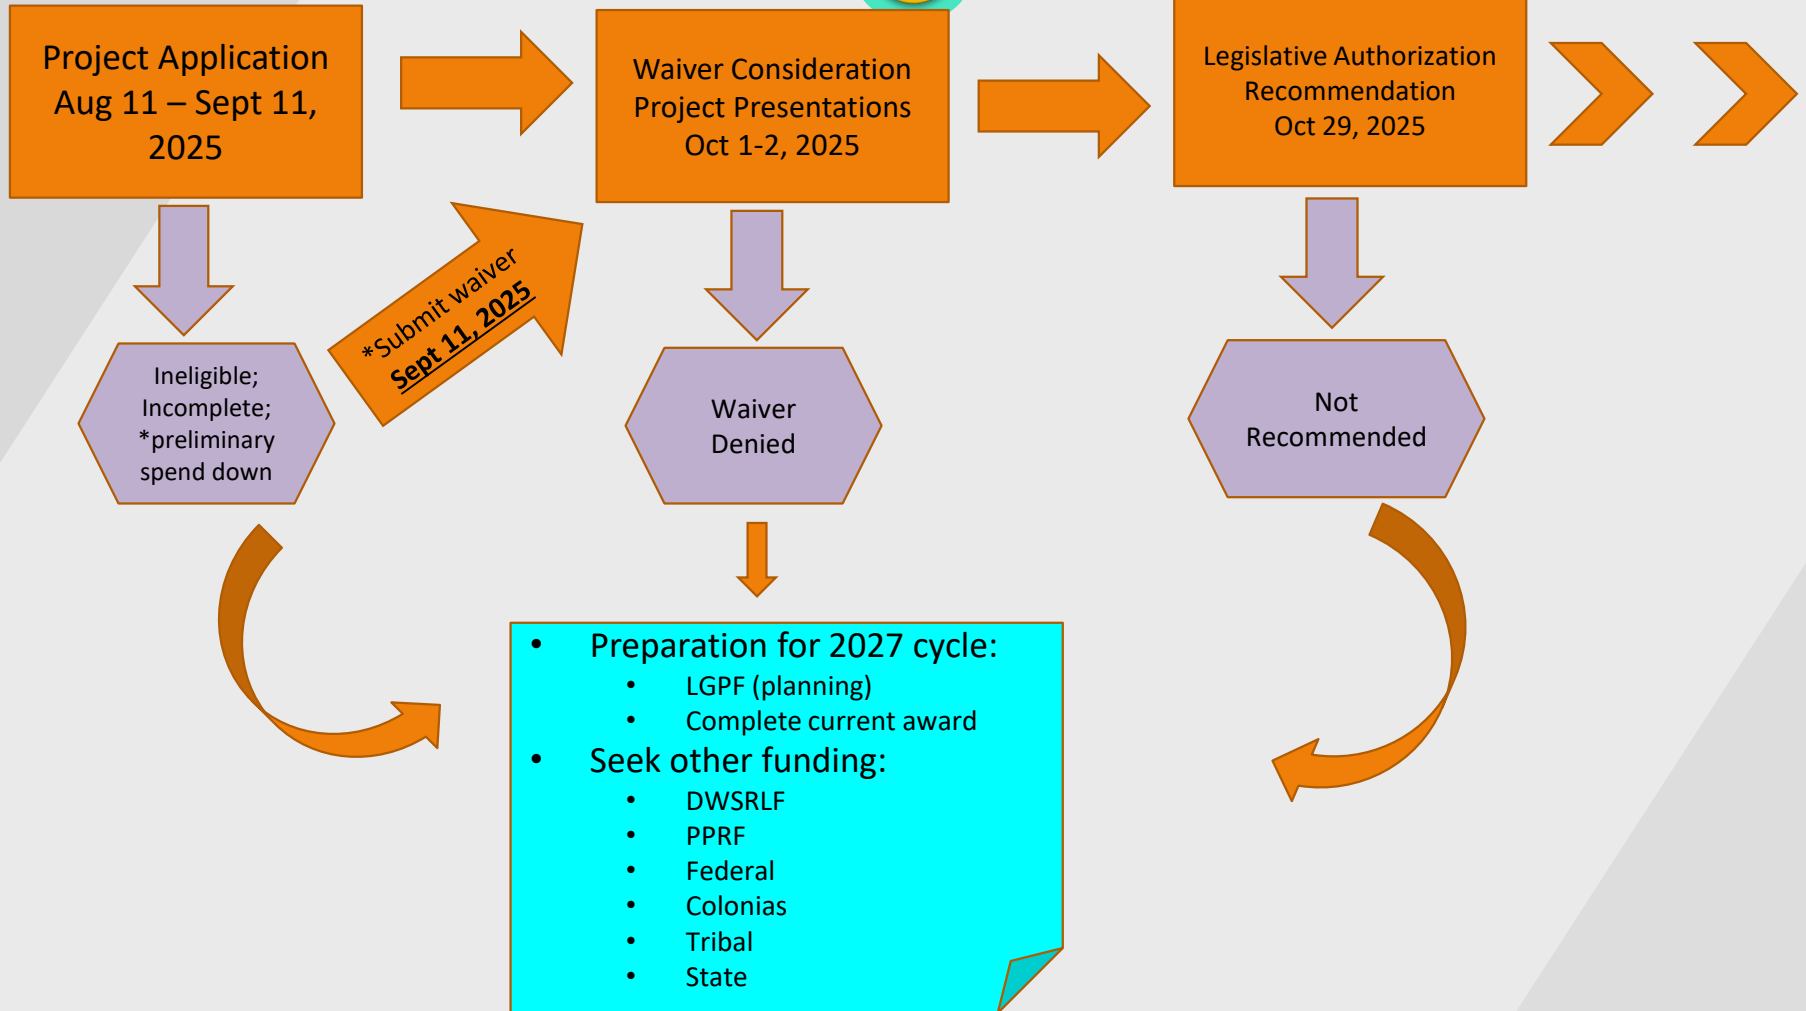 Project Application
Aug 11 – Sept 11,
2025
Waiver Consideration
Project Presentations
Oct 1-2, 2025
Legislative Authorization
Recommendation
Oct 29, 2025
*Submit waiver
Sept 11, 2025
Ineligible;
Incomplete;
*preliminary
spend down
Waiver
Denied
Not
Recommended
• Preparation for 2027 cycle:
• LGPF (planning)
• Complete current award
• Seek other funding:
• DWSRLF
• PPRF
• Federal
• Colonias
• Tribal
• State